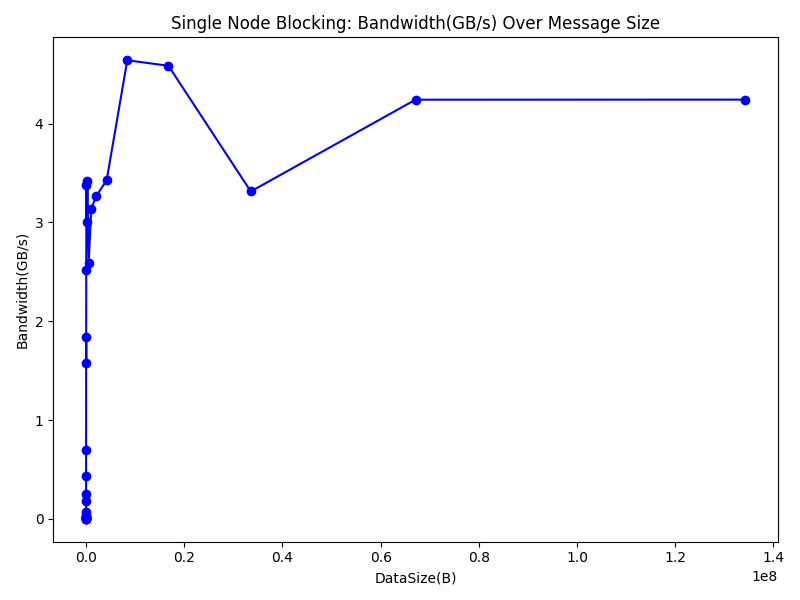 Single Node Blocking: Bandwidth(GB/s) Over Message Size
Bandwidth(GB/s)
4
3
2
1
0
0.0 0.2 0.4 0.6 0.8 1.0 1.2 1.4
1e8
DataSize(B)